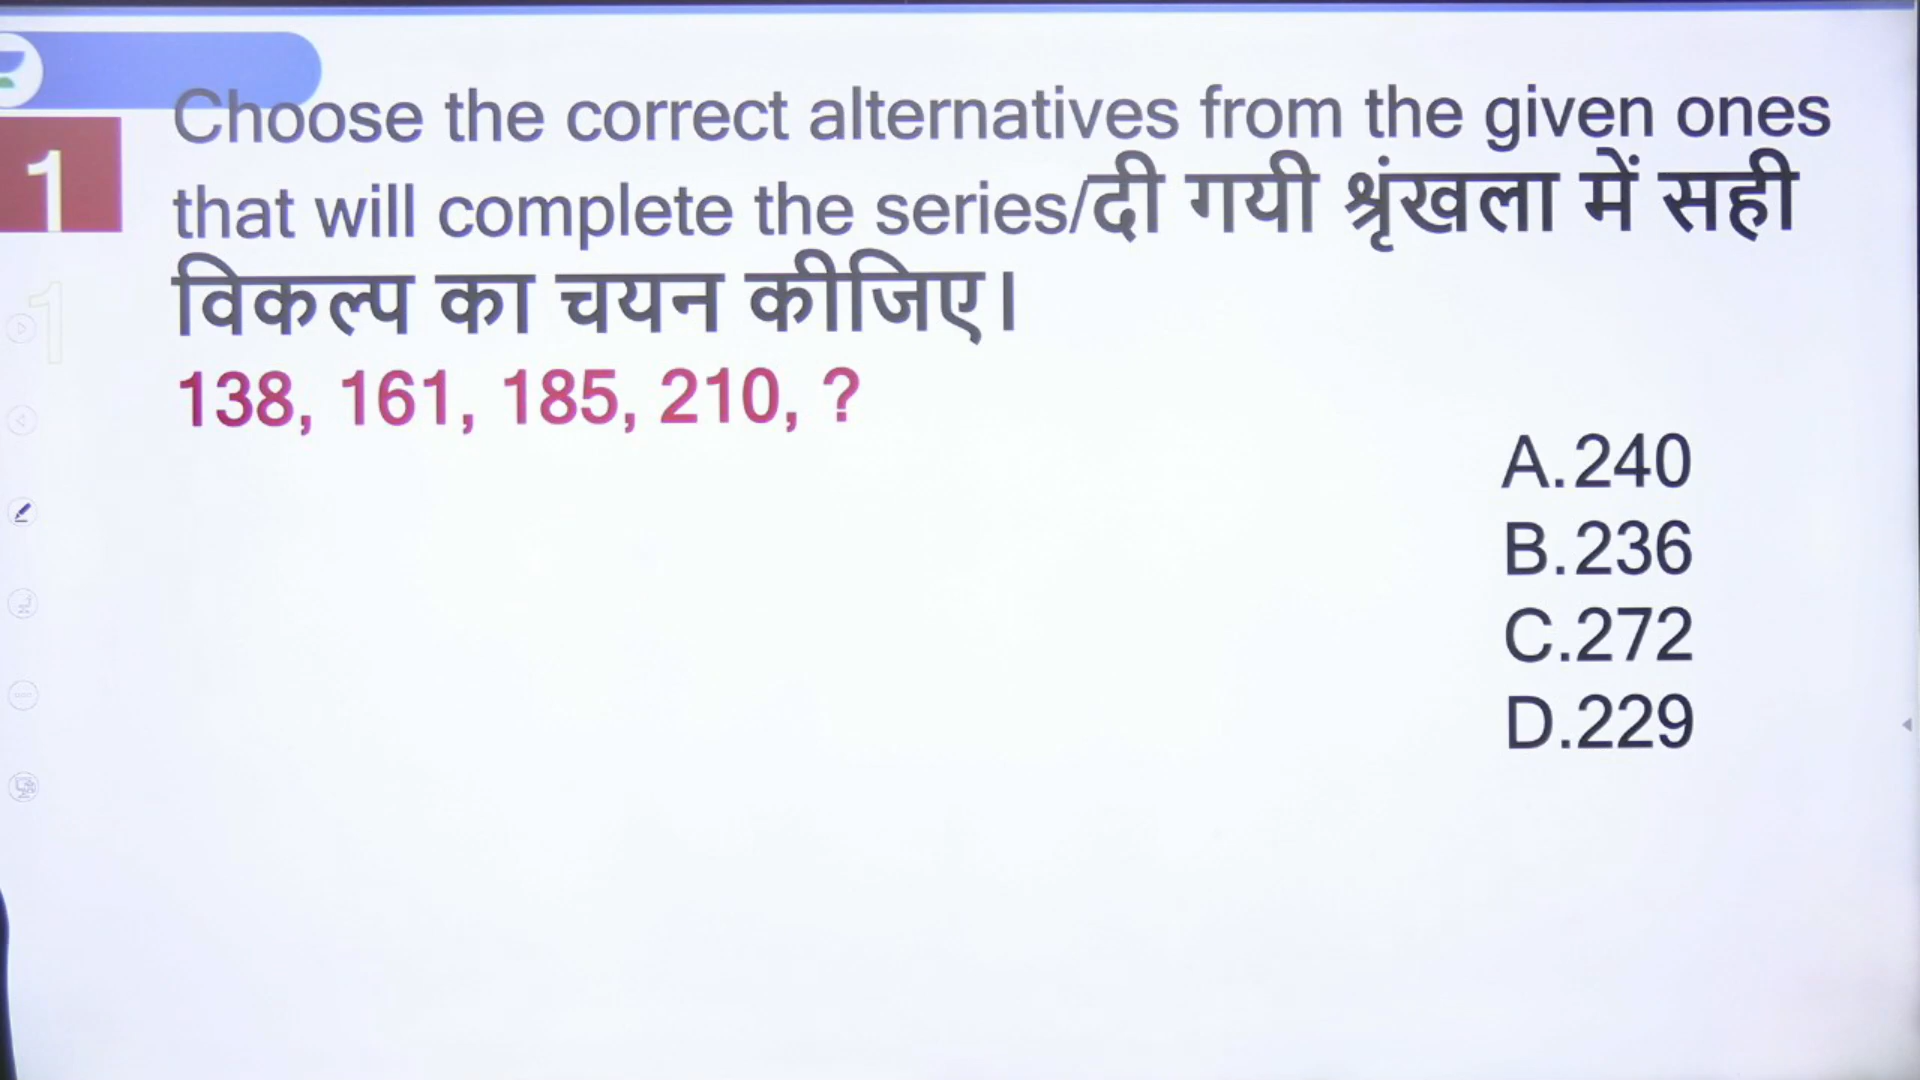 1
Choose the correct alternatives from the given ones
that will complete the series/दी गयी श्रृंखला में सही
विकल्प का चयन कीजिए।
1
138, 161, 185, 210, ?
A.240
B.236
C.272
D.229